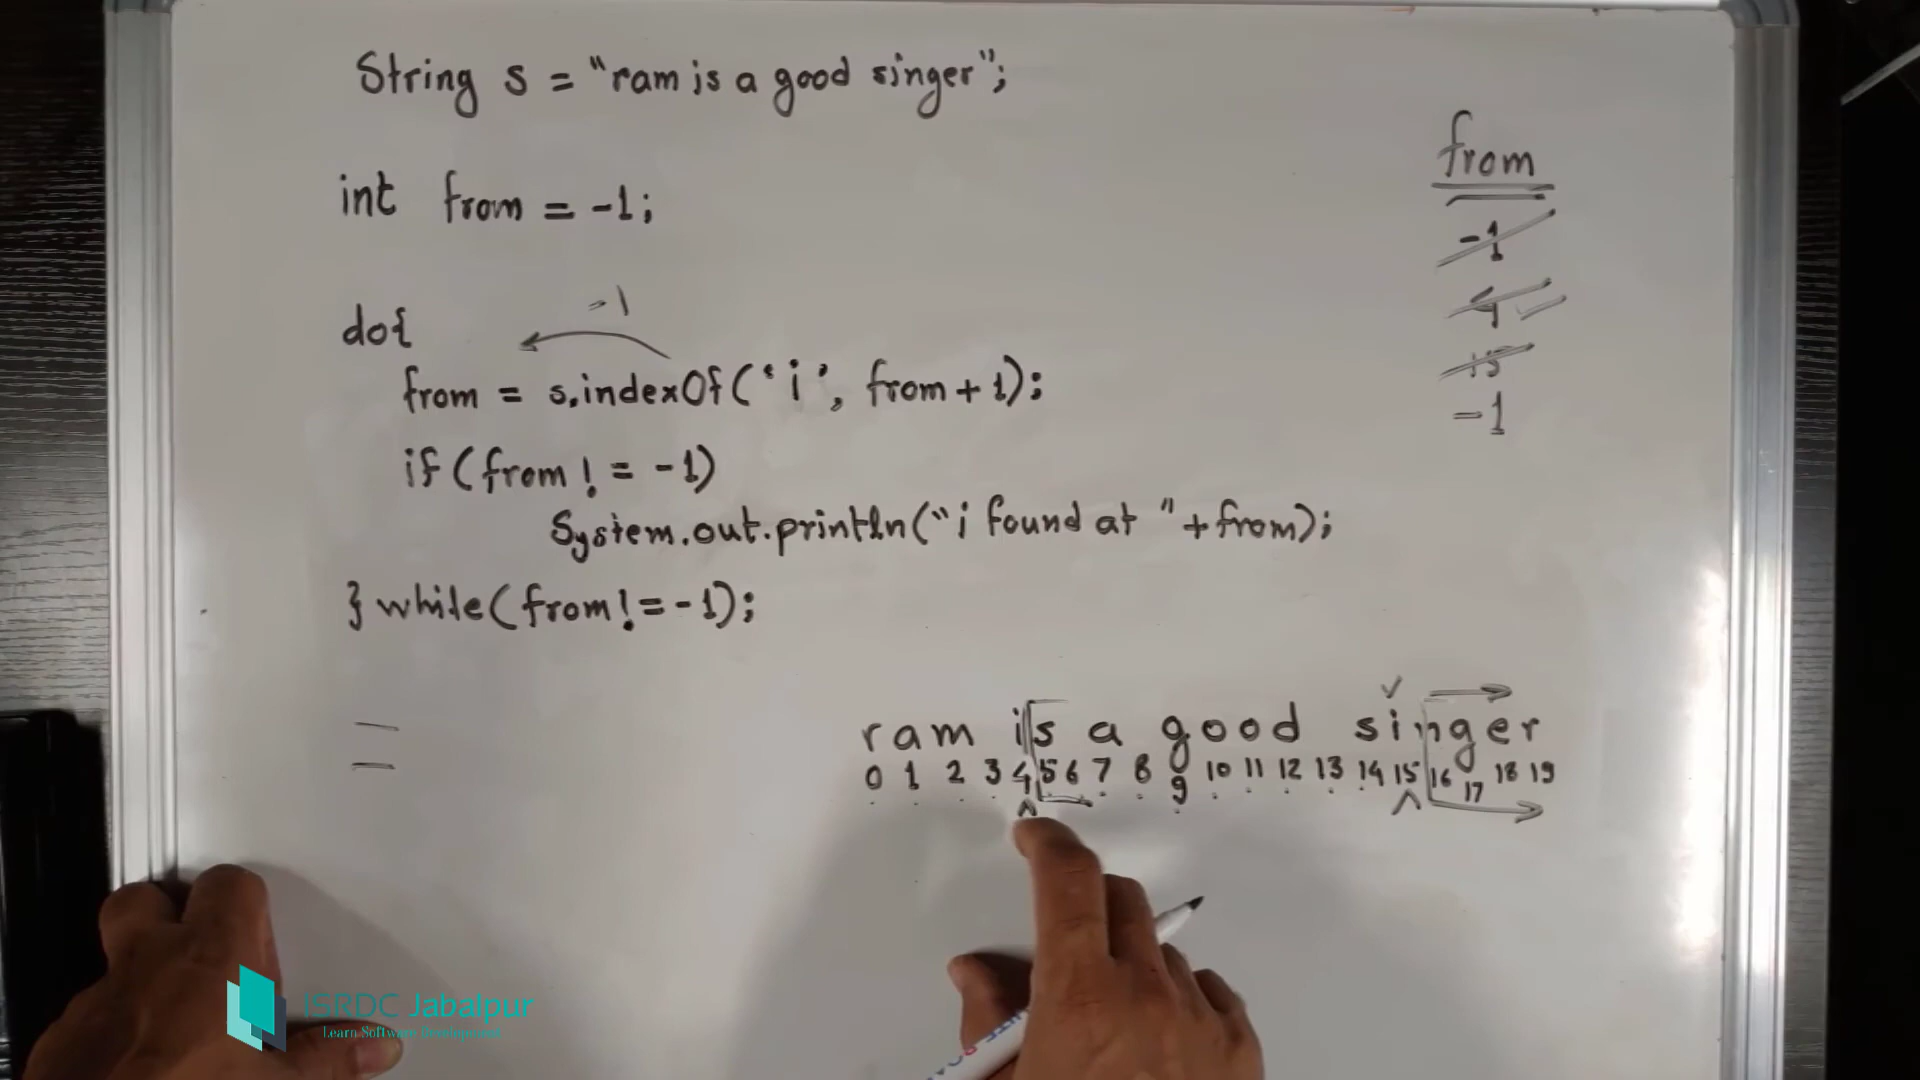 String s = "ram is a good singer";
int from = -1;
do{
-1
from = s.indexOf('i', from + 1);
if (from != -1)
System.out.println("i found at " + from);
} while(from != -1);
from
-1
4
15
-1
ram is a good singer
0 1 2 3 4 5 6 7 8 9 10 11 12 13 14 15 16 17 18 19
ISRDC Jabalpur
Learn Software Development